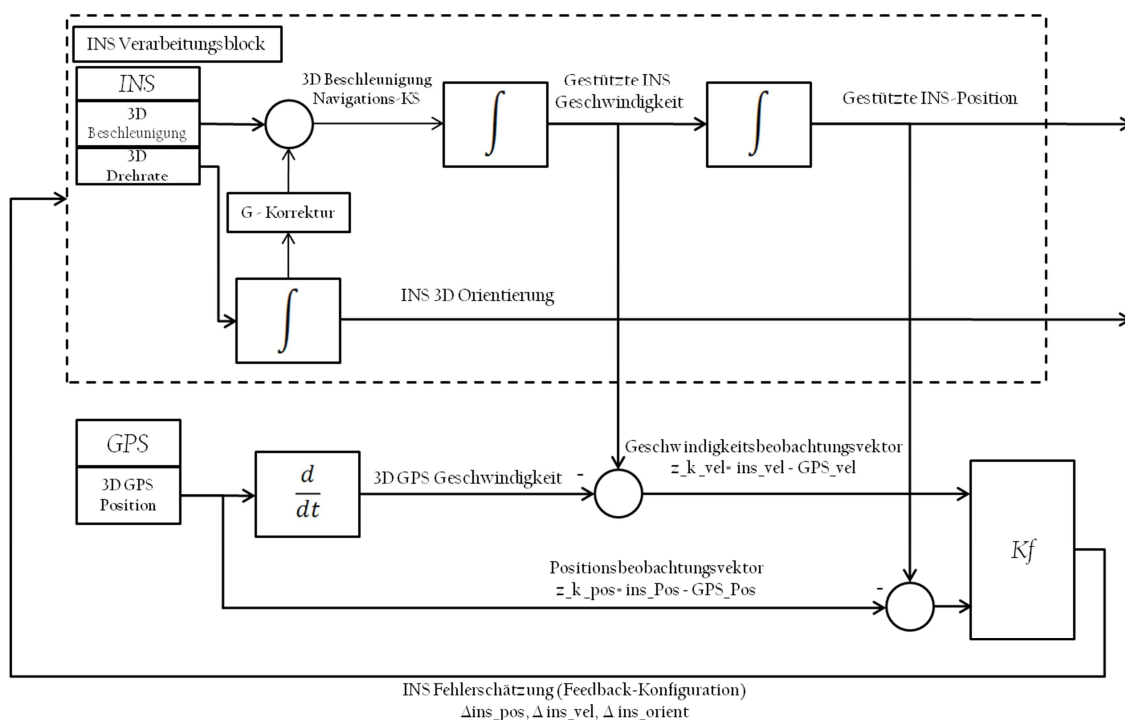 INS Verarbeitungsblock
INS
3D
Beschleunigung
3D
Drehrate
3D Beschleunigung
Navigations-KS
∫
Gestützte INS
Geschwindigkeit
∫
Gestützte INS-Position
G - Korrektur
∫
INS 3D Orientierung
GPS
3D GPS
Position
d
dt
3D GPS Geschwindigkeit
-
Geschwindigkeitsbeobachtungsvektor
z_k_vel= ins_vel - GPS_vel
Kf
Positionsbeobachtungsvektor
z_k_pos= ins_Pos - GPS_Pos
-
INS Fehlerschätzung (Feedback-Konfiguration)
Δins_pos, Δ ins_vel, Δ ins_orient